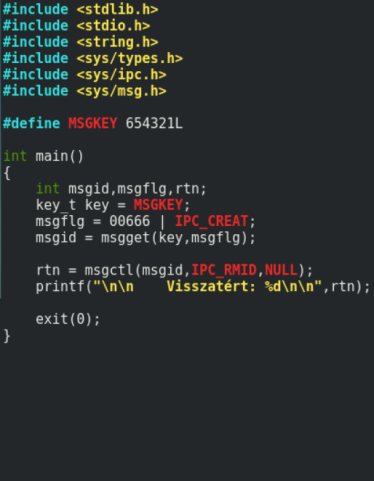 #include <stdlib.h>
#include <stdio.h>
#include <string.h>
#include <sys/types.h>
#include <sys/ipc.h>
#include <sys/msg.h>

#define MSGKEY 654321L

int main()
{
    int msgid,msgflg,rtn;
    key_t key = MSGKEY;
    msgflg = 00666 | IPC_CREAT;
    msgid = msgget(key,msgflg);

    rtn = msgctl(msgid,IPC_RMID,NULL);
    printf("\n\n    Visszatért: %d\n\n",rtn);

    exit(0);
}